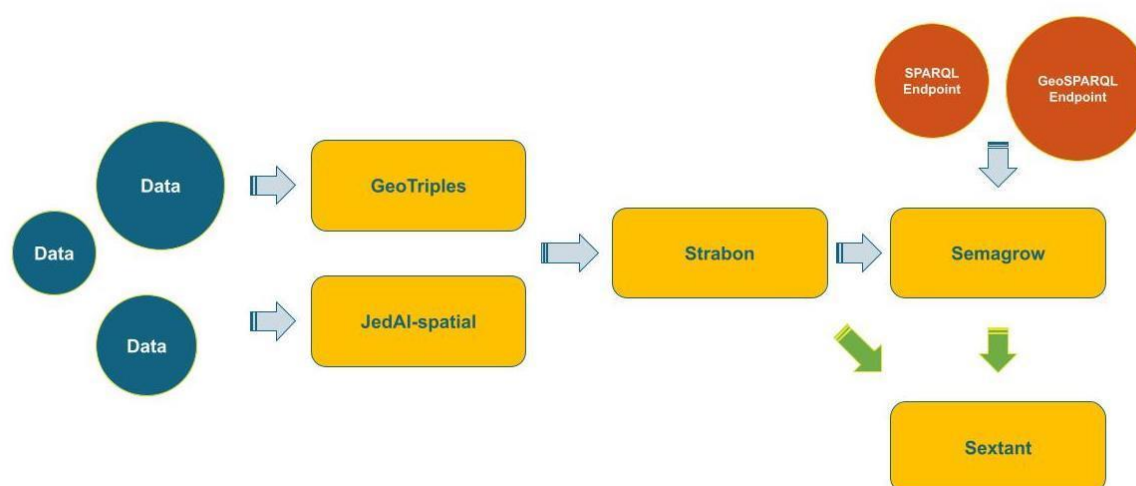 SPARQL
Endpoint
GeoSPARQL
Endpoint
Data
GeoTriples
Data
Strabon
Semagrow
Data
JedAI-spatial
Sextant